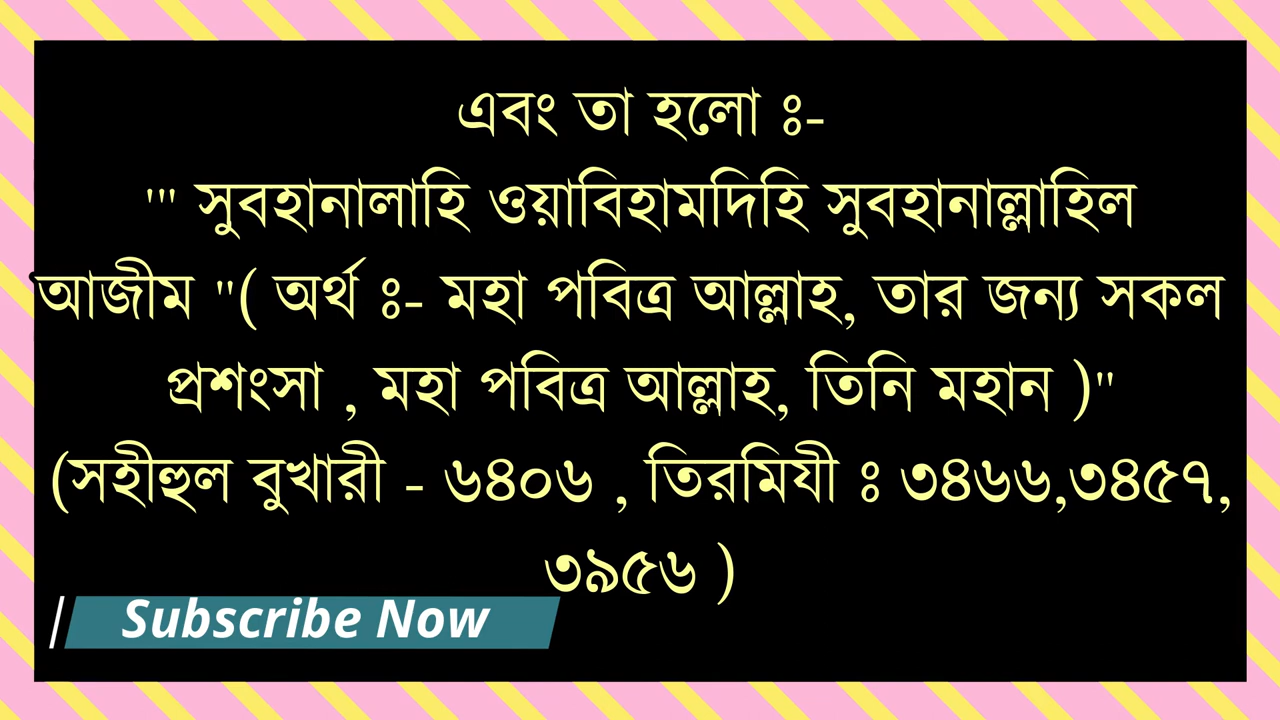 এবং তা হলো ঃ-
''' সুবহানালাহি ওয়াবিহামদিহি সুবহানাল্লাহিল
আজীম "( অর্থ ঃ- মহা পবিত্র আল্লাহ, তার জন্য সকল
প্রশংসা , মহা পবিত্র আল্লাহ, তিনি মহান )"
(সহীহুল বুখারী - ৬৪০৬ , তিরমিযী ঃ ৩৪৬৬,৩৪৫৭,
৩৯৫৬ )
Subscribe Now